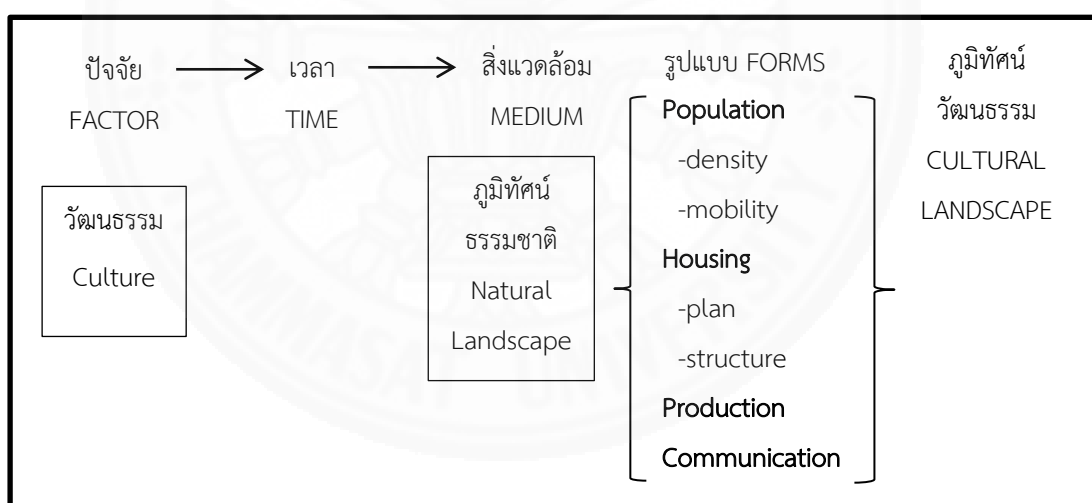 ปัจจัย
FACTOR
เวลา
TIME
สิ่งแวดล้อม
MEDIUM
รูปแบบ FORMS
ภูมิทัศน์
วัฒนธรรม
CULTURAL
LANDSCAPE
วัฒนธรรม
Culture
ภูมิทัศน์
ธรรมชาติ
Natural
Landscape
Population
-density
-mobility
Housing
-plan
-structure
Production
Communication